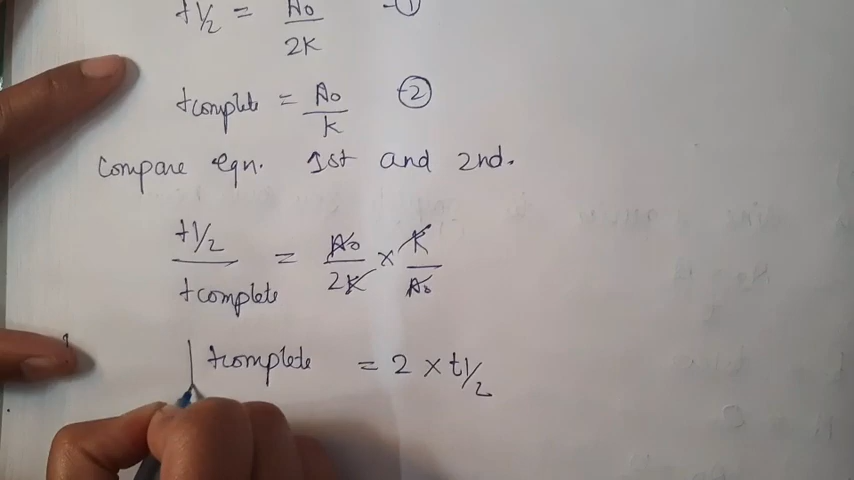 t1/2 = A0/2K -①
tcomplete = A0/K -②
Compare eqn. 1st and 2nd.
t1/2/tcomplete = A0/2K × K/A0
tcomplete = 2 × t1/2